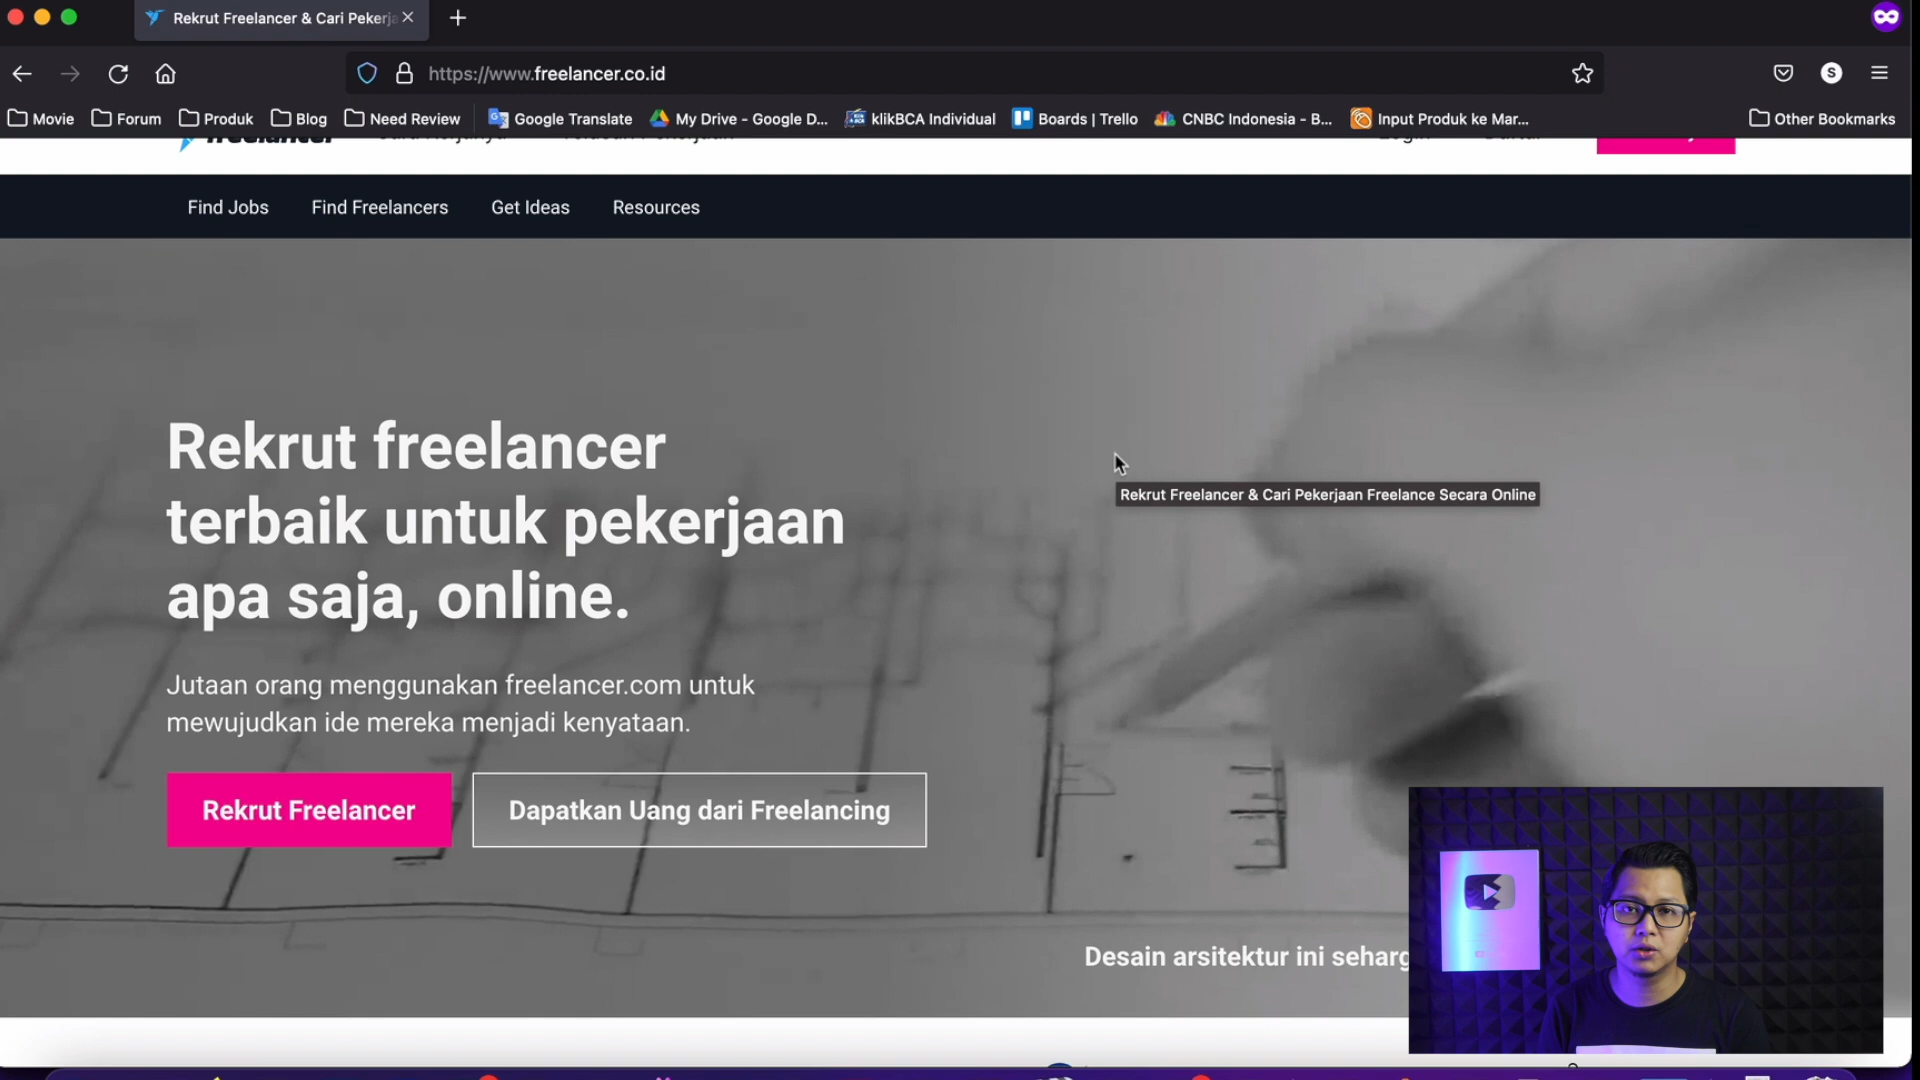 Rekrut Freelancer & Cari Pekerja
https://www.freelancer.co.id
S
Movie
Forum
Produk
Blog
Need Review
Google Translate
My Drive - Google D...
klikBCA Individual
Boards | Trello
CNBC Indonesia - B...
Input Produk ke Mar...
Other Bookmarks
freelancer
Find Jobs
Find Freelancers
Get Ideas
Resources
Rekrut freelancer
terbaik untuk pekerjaan
apa saja, online.
Rekrut Freelancer & Cari Pekerjaan Freelance Secara Online
Jutaan orang menggunakan freelancer.com untuk
mewujudkan ide mereka menjadi kenyataan.
Rekrut Freelancer
Dapatkan Uang dari Freelancing
Desain arsitektur ini seharg